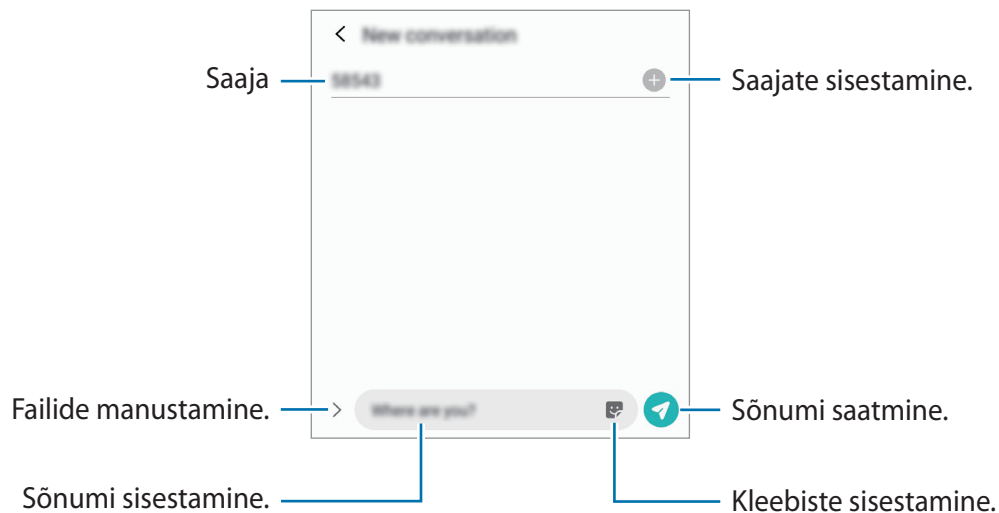 New conversation
Saaja
58543
Saajate sisestamine.
Failide manustamine.
Where are you?
Sõnumi saatmine.
Sõnumi sisestamine.
Kleebiste sisestamine.